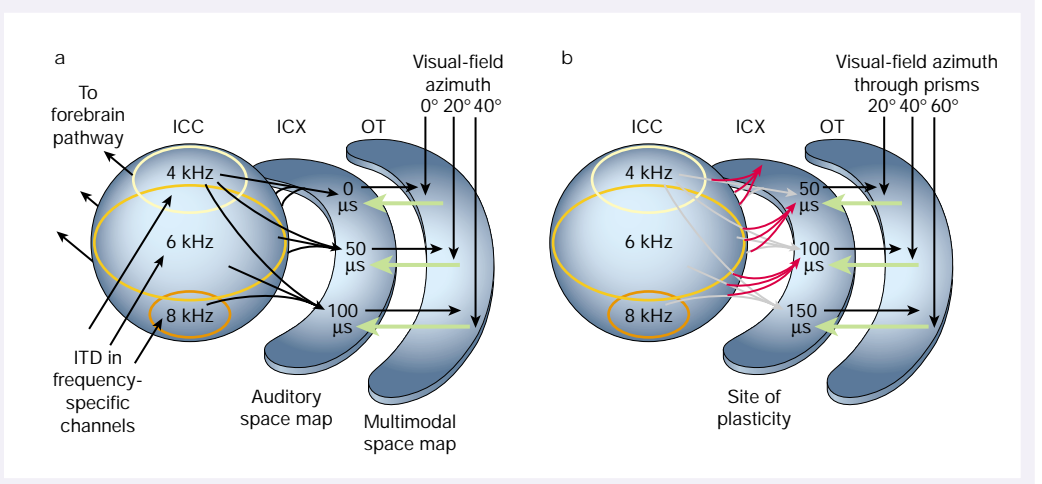 a
Visual-field
azimuth
0° 20° 40°
To
forebrain
pathway
ICC
ICX
OT
4 kHz
0
µs
6 kHz
50
µs
8 kHz
100
µs
ITD in
frequency-
specific
channels
Auditory
space map
Multimodal
space map
b
Visual-field azimuth
through prisms
20° 40° 60°
ICC
ICX
OT
4 kHz
50
µs
6 kHz
100
µs
8 kHz
150
µs
Site of
plasticity